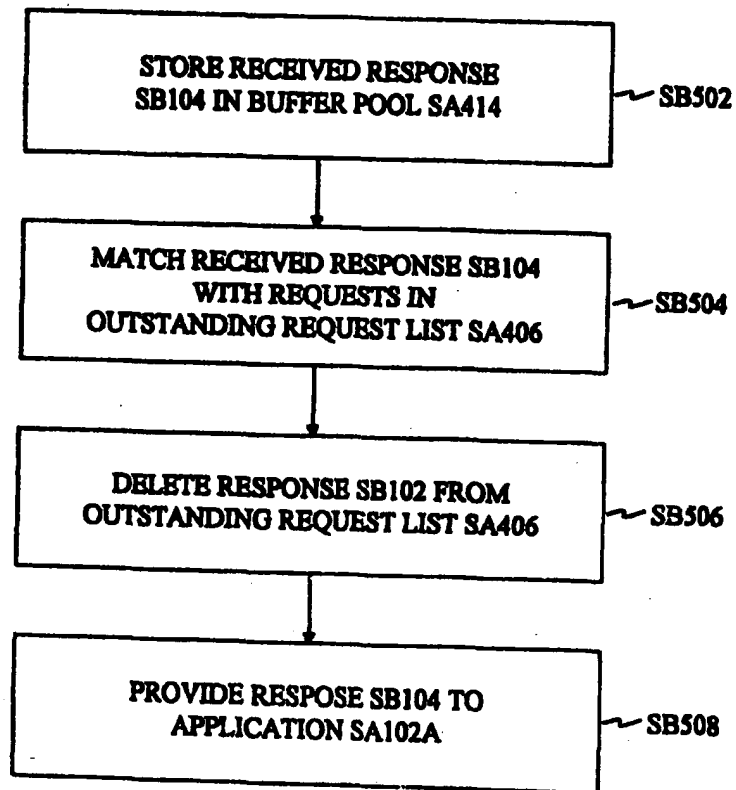 STORE RECEIVED RESPONSE
SB104 IN BUFFER POOL SA414
SB502
MATCH RECEIVED RESPONSE SB104
WITH REQUESTS IN
OUTSTANDING REQUEST LIST SA406
SB504
DELETE RESPONSE SB102 FROM
OUTSTANDING REQUEST LIST SA406
SB506
PROVIDE RESPOSE SB104 TO
APPLICATION SA102A
SB508